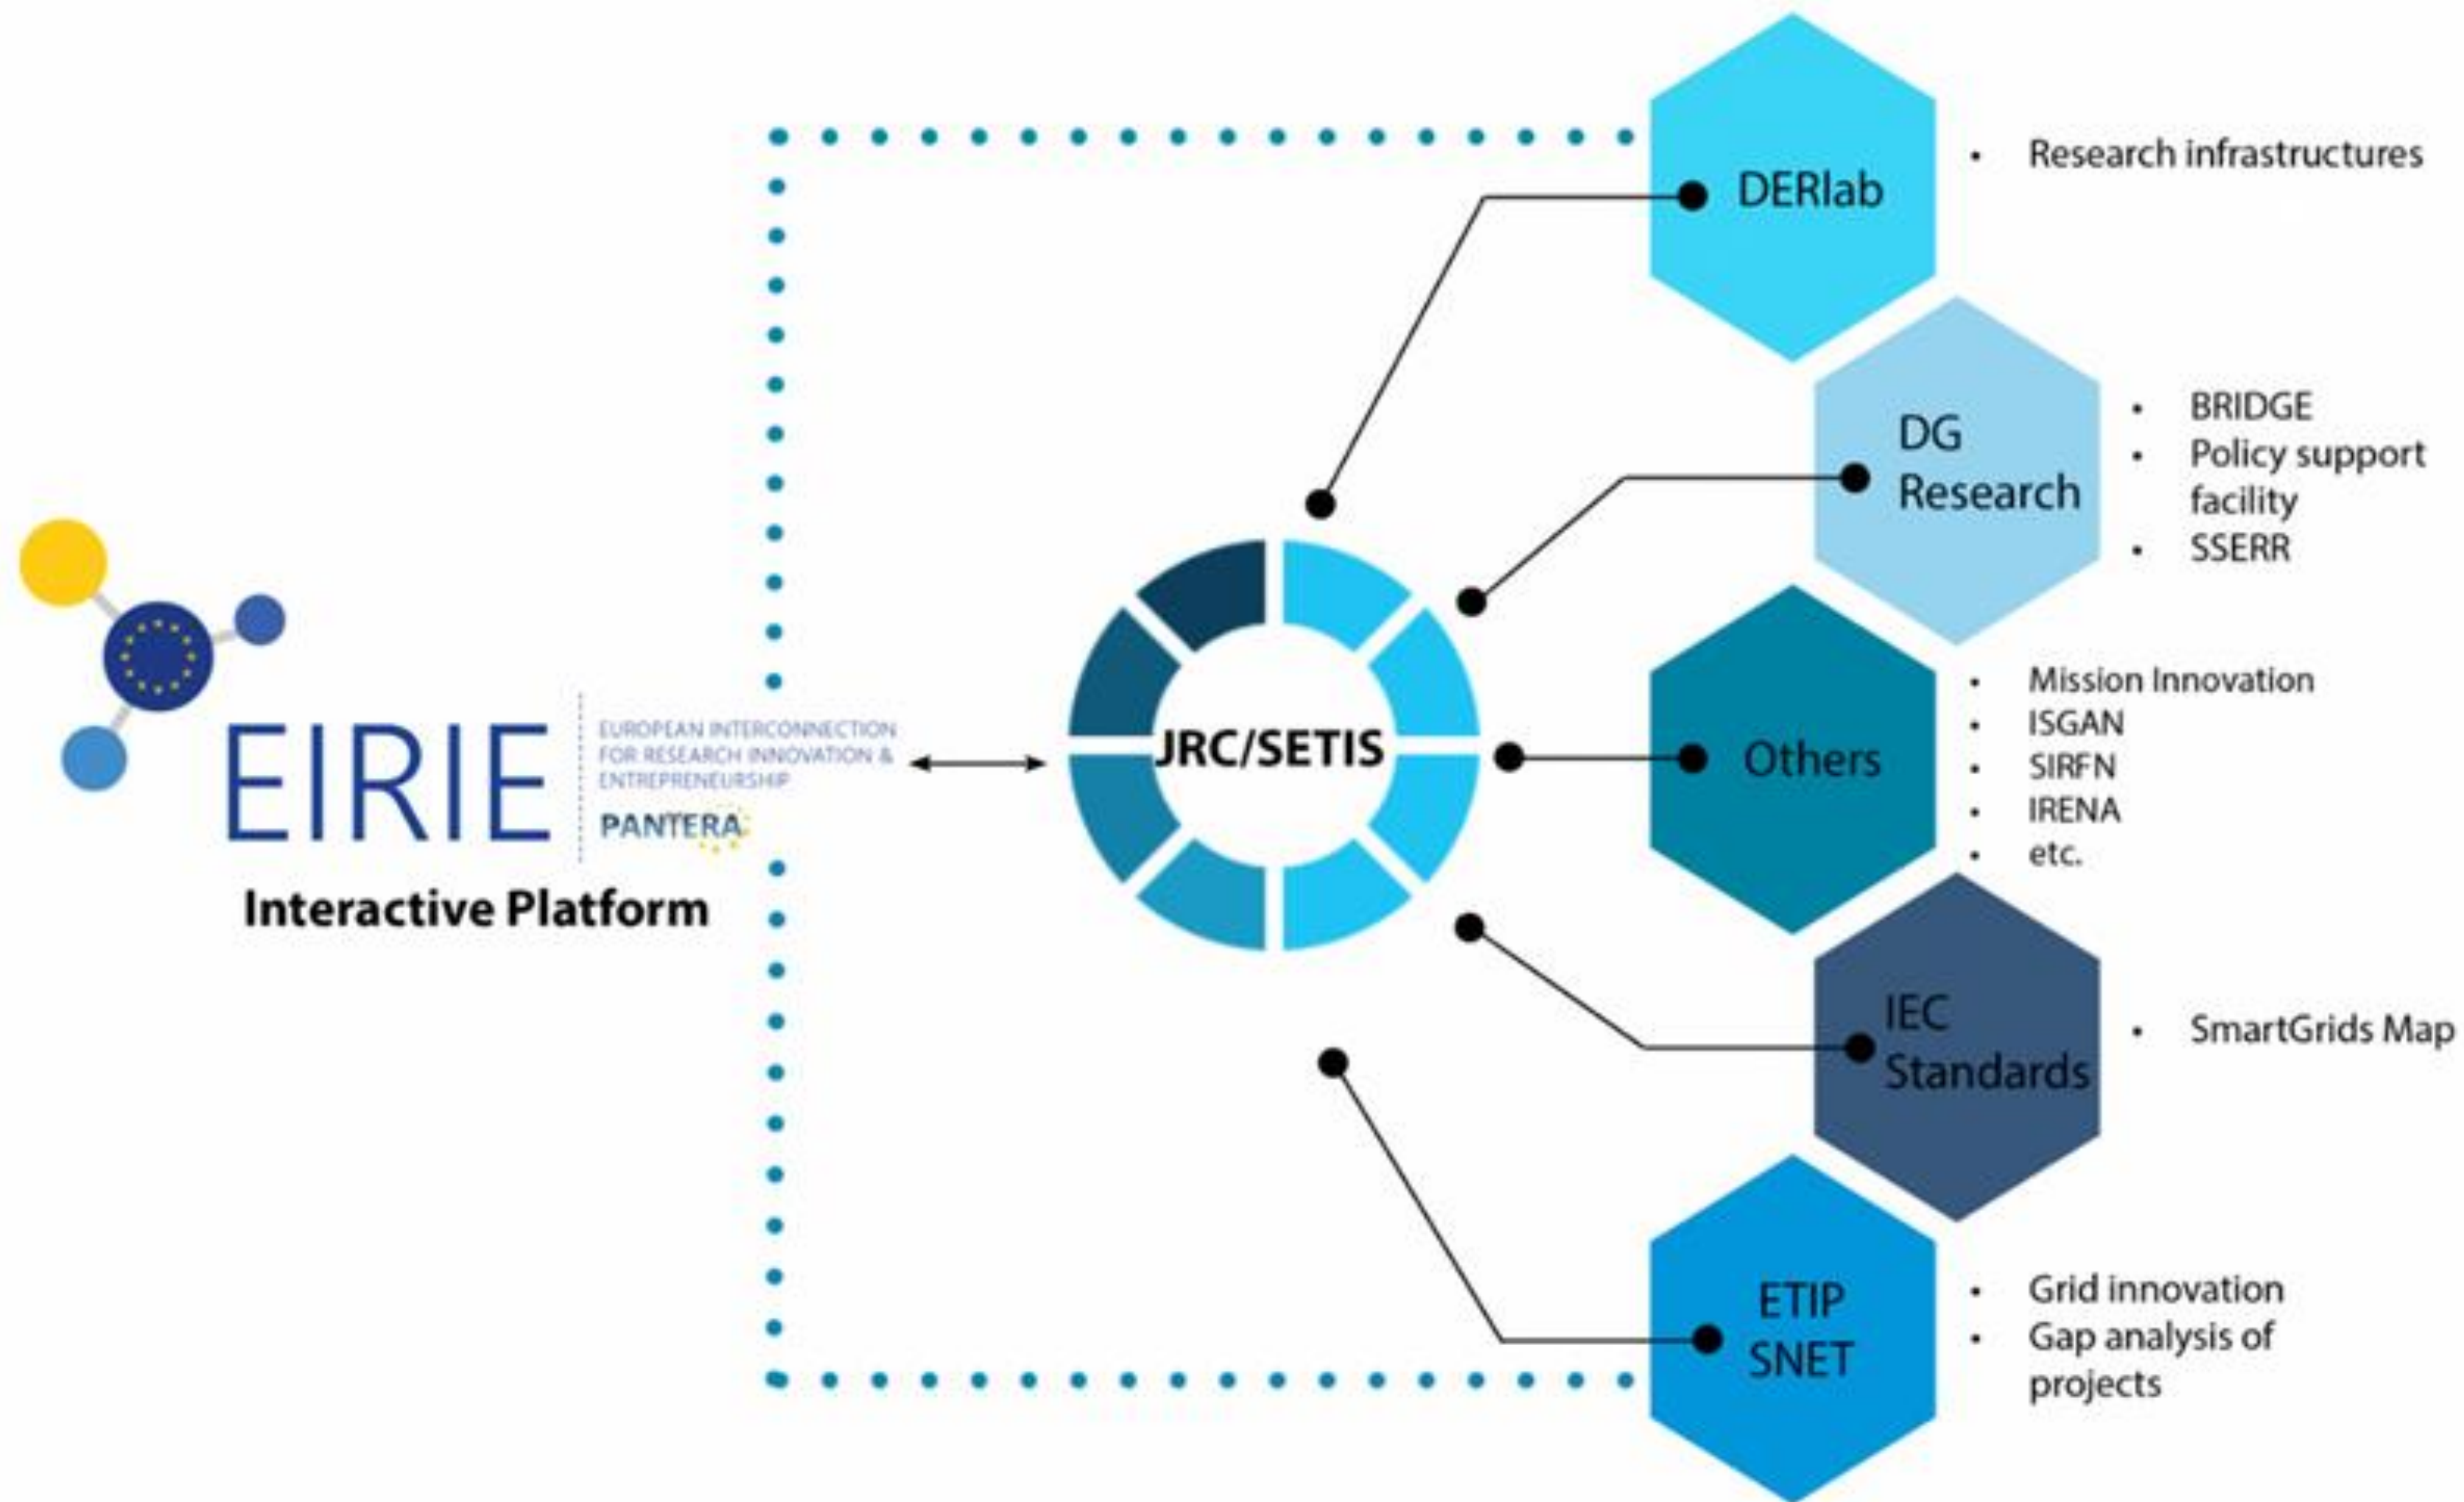 EIRIE
EUROPEAN INTERCONNECTION
FOR RESEARCH INNOVATION &
ENTREPRENEURSHIP
PANTERA
Interactive Platform
JRC/SETIS
DERlab
• Research infrastructures
DG
Research
• BRIDGE
• Policy support
facility
• SSERR
Others
• Mission Innovation
• ISGAN
• SIRFN
• IRENA
• etc.
IEC
Standards
• SmartGrids Map
ETIP
SNET
• Grid innovation
• Gap analysis of
projects